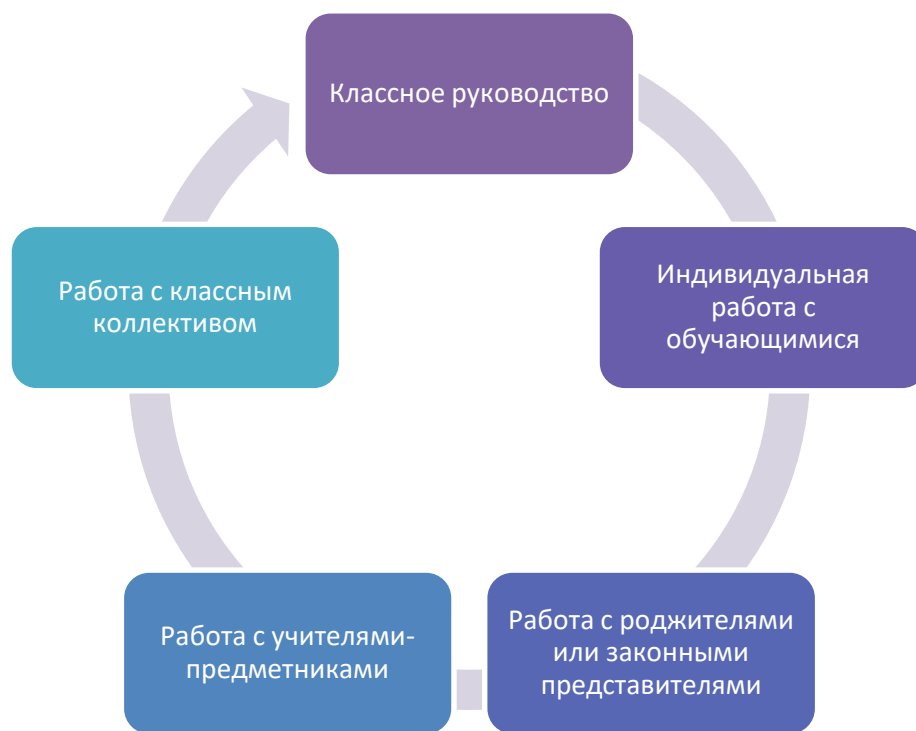 Классное руководство
Индивидуальная
работа с
обучающимися
Работа с роджителями
или законными
представителями
Работа с учителями-
предметниками
Работа с классным
коллективом